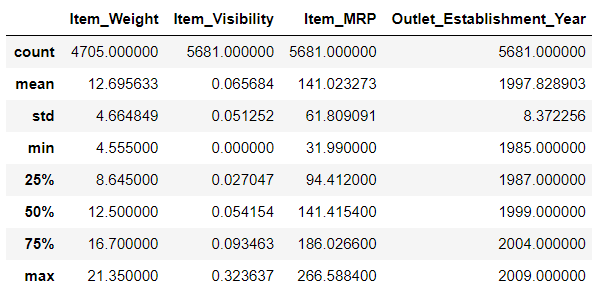 Item_Weight Item_Visibility Item_MRP Outlet_Establishment_Year
count 4705.000000 5681.000000 5681.000000 5681.000000
mean 12.695633 0.065684 141.023273 1997.828903
std 4.664849 0.051252 61.809091 8.372256
min 4.555000 0.000000 31.990000 1985.000000
25% 8.645000 0.027047 94.412000 1987.000000
50% 12.500000 0.054154 141.415400 1999.000000
75% 16.700000 0.093463 186.026600 2004.000000
max 21.350000 0.323637 266.588400 2009.000000